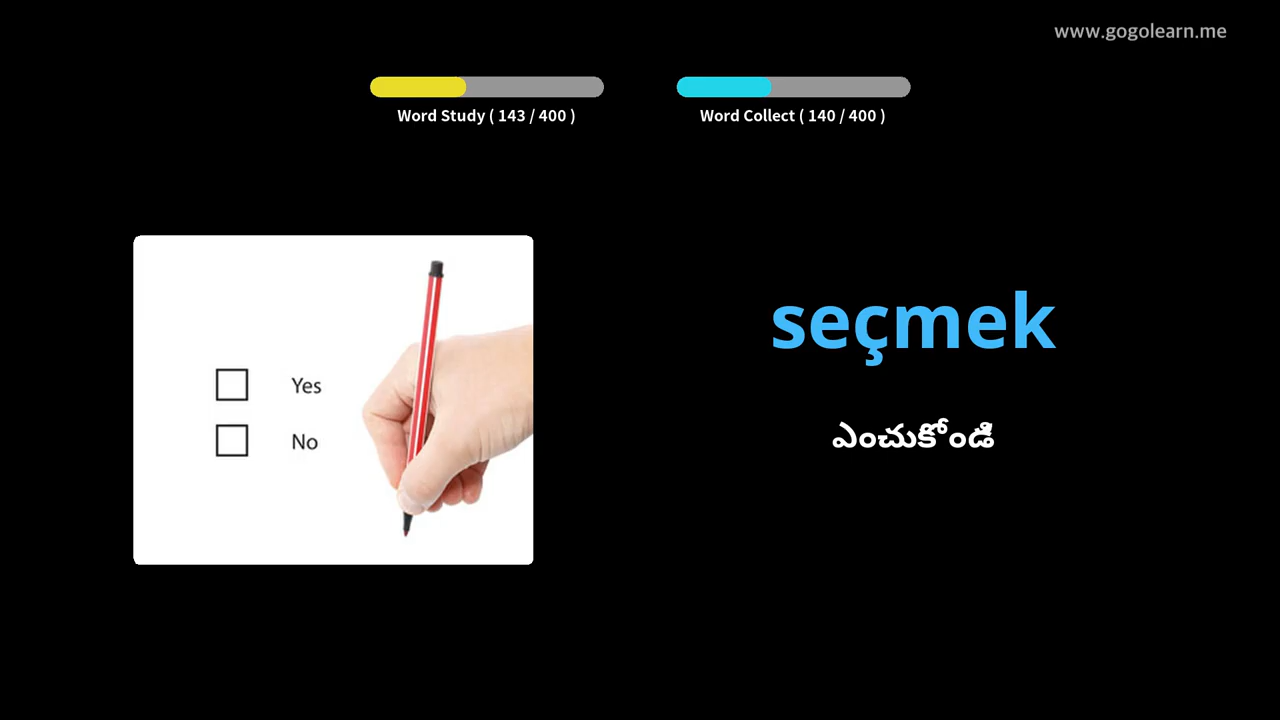 www.gogolearn.me
Word Study ( 143 / 400 )
Word Collect ( 140 / 400 )
Yes
No
seçmek
ఎంచుకోండి